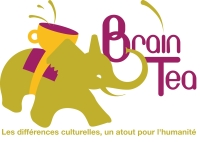 Brain
Tea
Les différences culturelles, un atout pour l'humanité